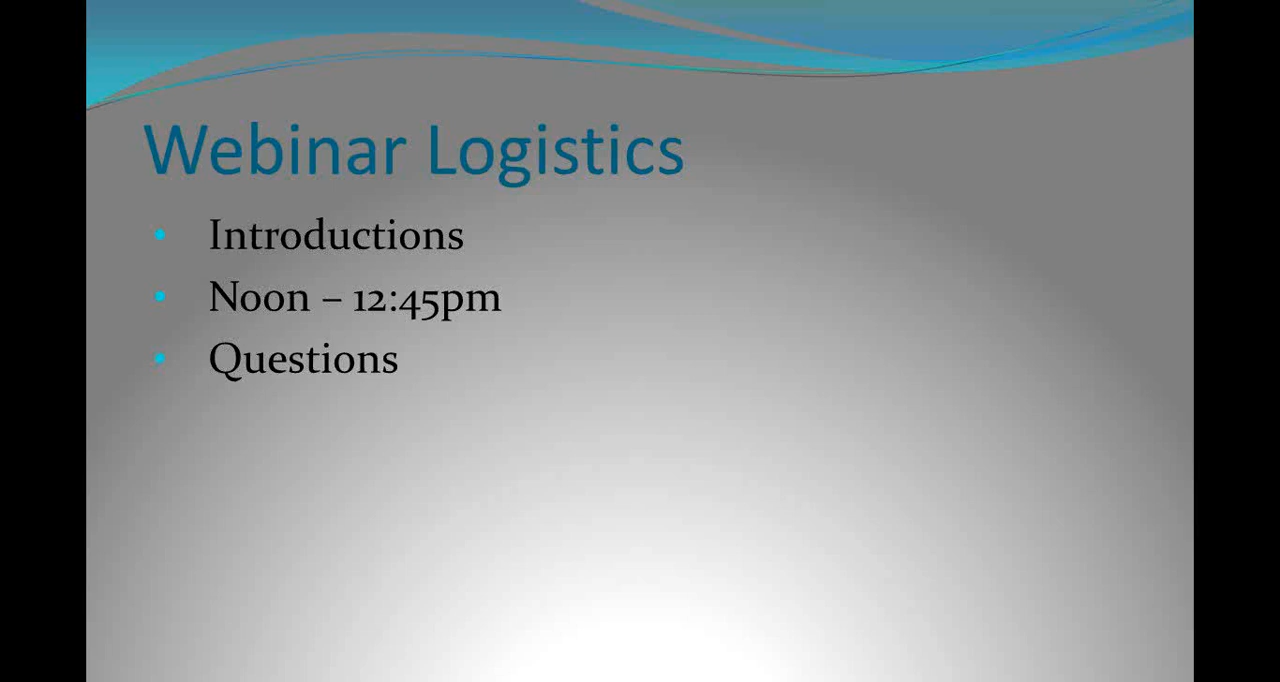 Webinar Logistics
• Introductions
• Noon – 12:45pm
• Questions